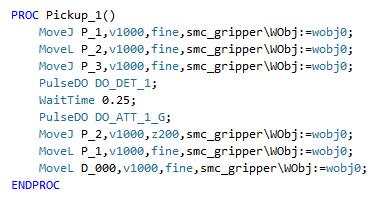 PROC Pickup_1()
MoveJ P_1,v1000,fine,smc_gripper\WObj:=wobj0;
MoveL P_2,v1000,fine,smc_gripper\WObj:=wobj0;
MoveJ P_3,v1000,fine,smc_gripper\WObj:=wobj0;
PulseDO DO_DET_1;
WaitTime 0.25;
PulseDO DO_ATT_1_G;
MoveJ P_2,v1000,z200,smc_gripper\WObj:=wobj0;
MoveL P_1,v1000,fine,smc_gripper\WObj:=wobj0;
MoveL D_000,v1000,fine,smc_gripper\WObj:=wobj0;
ENDPROC